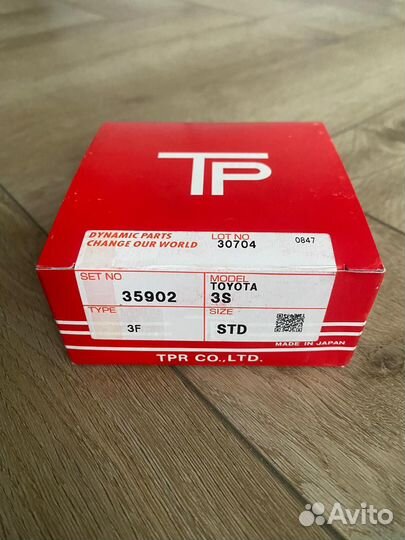 TP
DYNAMIC PARTS
CHANGE OUR WORLD
LOT NO
30704
0847
SET NO
35902
MODEL
TOYOTA
3S
TYPE
3F
SIZE
STD
MADE IN JAPAN
TPR CO.,LTD.
Avito